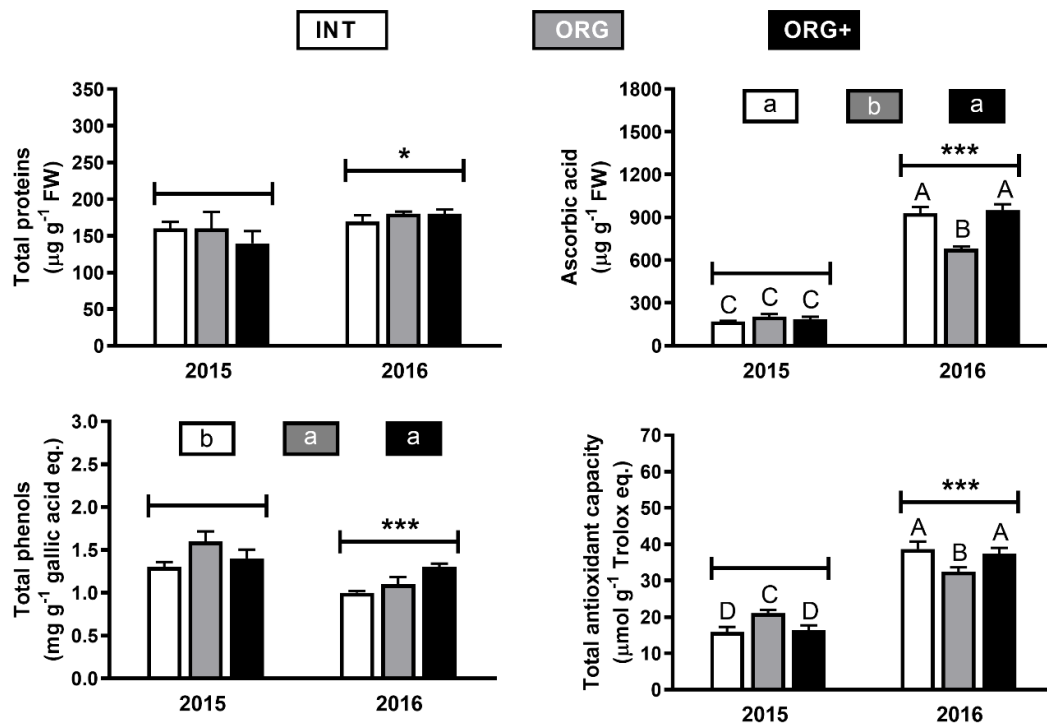 INT ORG ORG+
Total proteins
(µg g-1 FW)
350
300
250
200
150
100
50
0
*
2015 2016
Ascorbic acid
(µg g-1 FW)
1800
1500
1200
900
600
300
0
a b a
***
A B A
C C C
2015 2016
Total phenols
(mg g-1 gallic acid eq.)
3.0
2.5
2.0
1.5
1.0
0.5
0.0
b a a
***
2015 2016
Total antioxidant capacity
(µmol g-1 Trolox eq.)
70
60
50
40
30
20
10
0
***
A B A
D C D
2015 2016